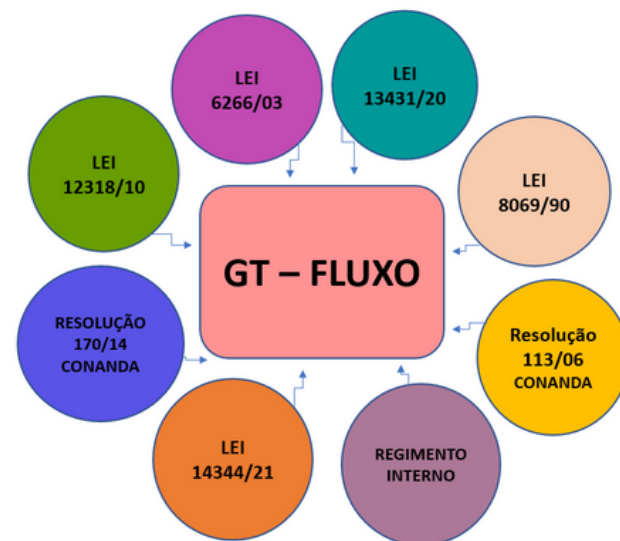 LEI
6266/03
LEI
13431/20
LEI
12318/10
LEI
8069/90
GT – FLUXO
RESOLUÇÃO
170/14
CONANDA
Resolução
113/06
CONANDA
LEI
14344/21
REGIMENTO
INTERNO